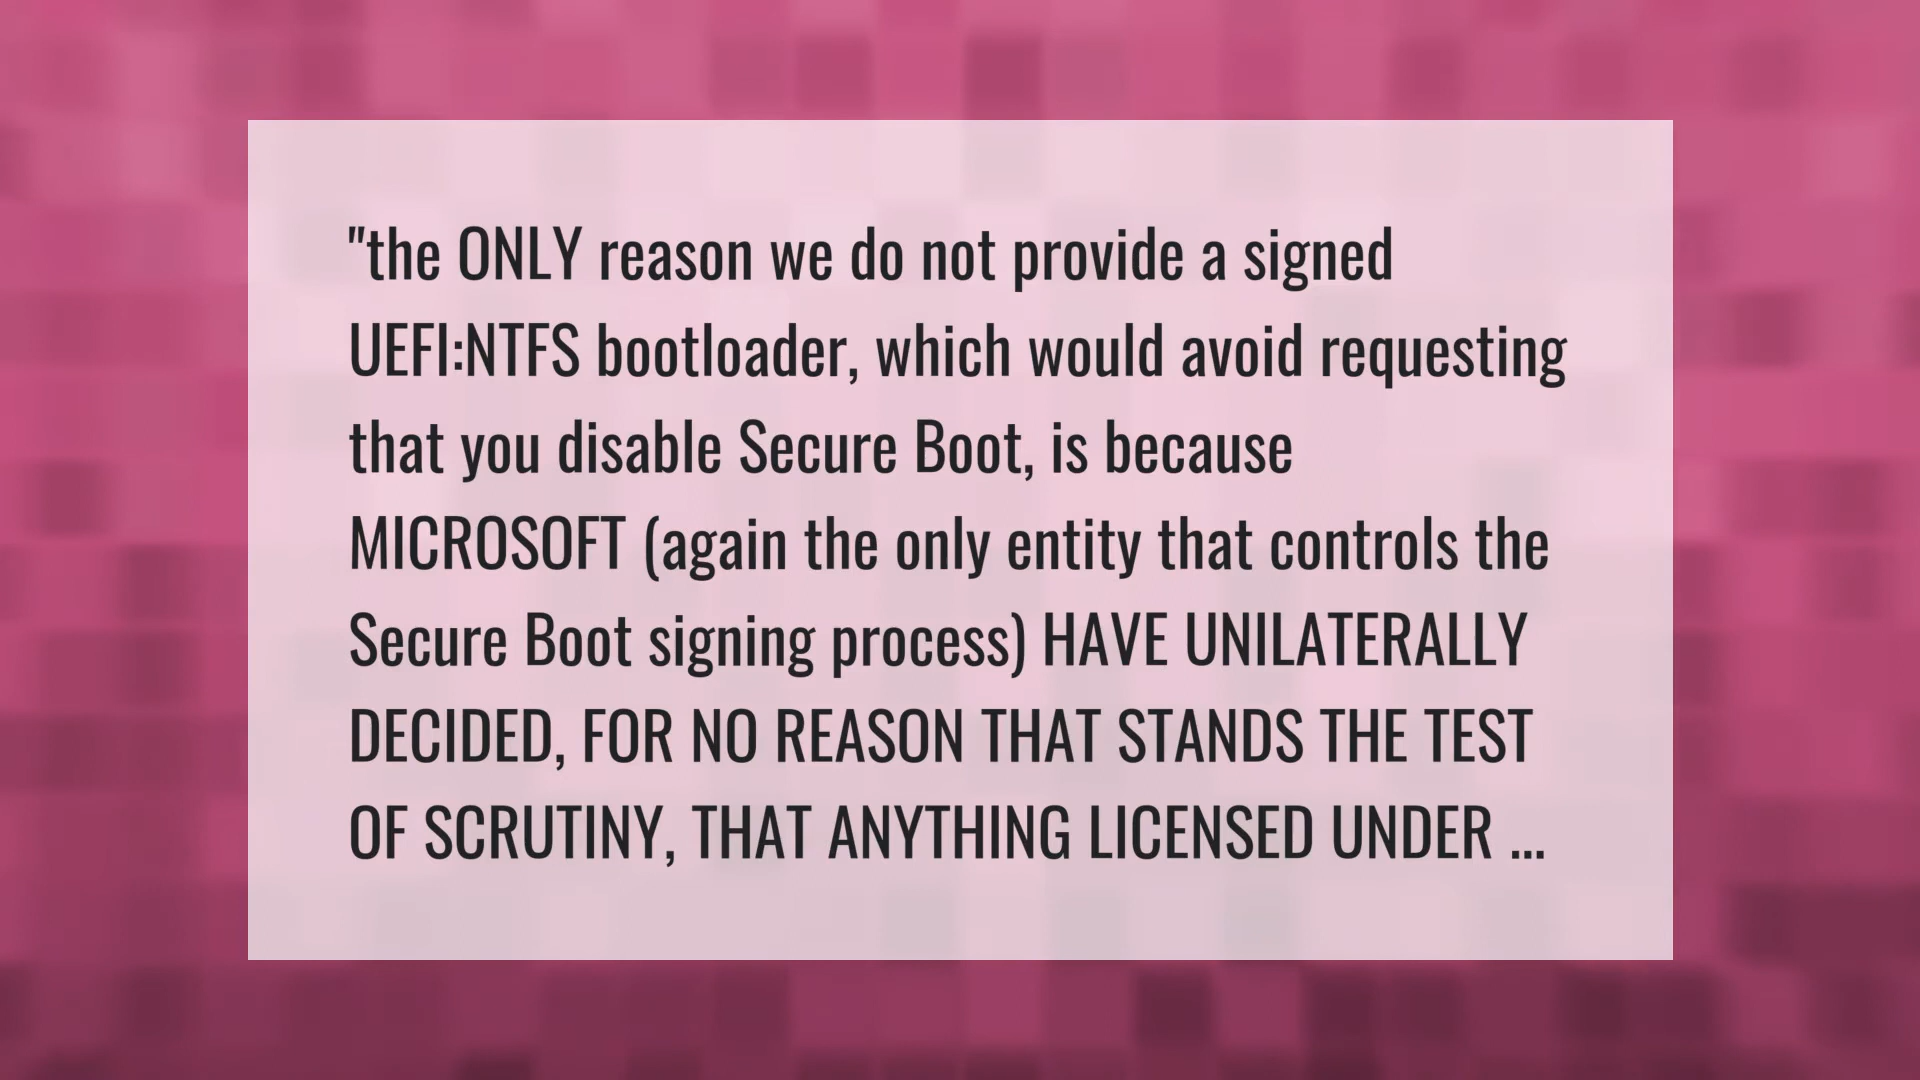 "the ONLY reason we do not provide a signed
UEFI:NTFS bootloader, which would avoid requesting
that you disable Secure Boot, is because
MICROSOFT (again the only entity that controls the
Secure Boot signing process) HAVE UNILATERALLY
DECIDED, FOR NO REASON THAT STANDS THE TEST
OF SCRUTINY, THAT ANYTHING LICENSED UNDER ...